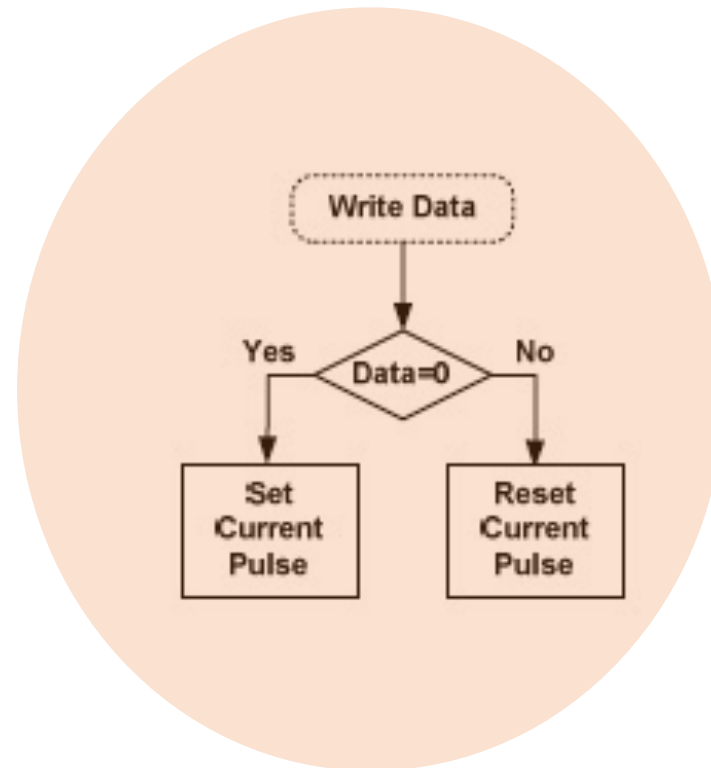 Write Data
Yes
No
Data=0
Set
Current
Pulse
Reset
Current
Pulse